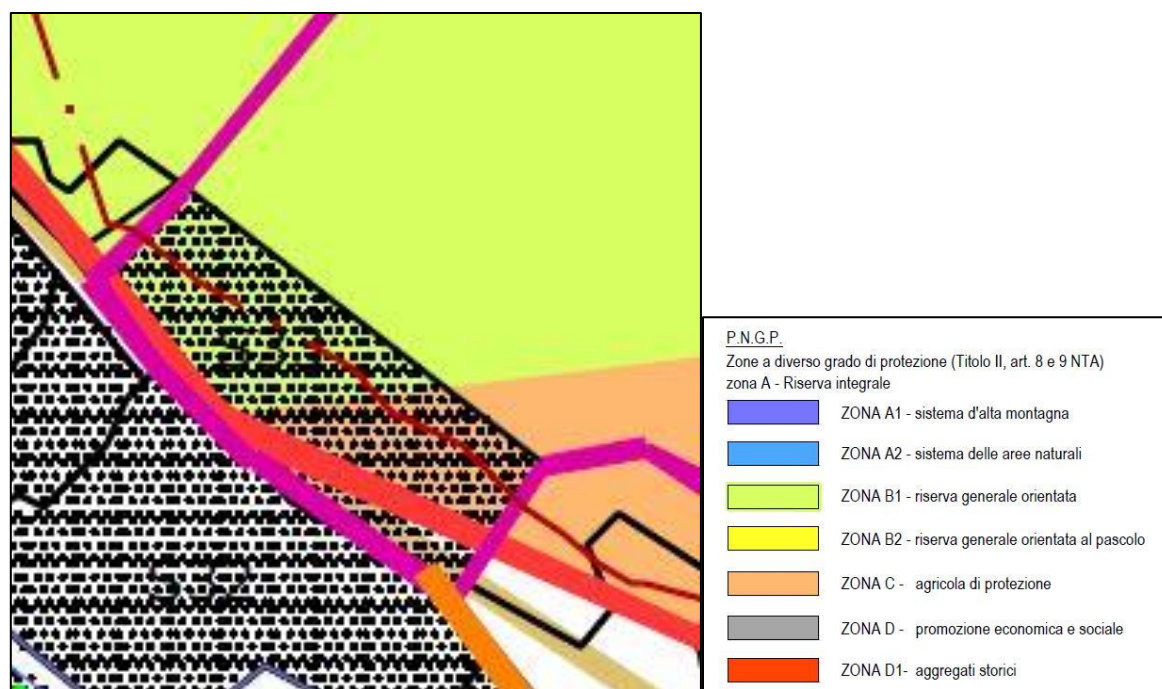 P.N.G.P.
Zone a diverso grado di protezione (Titolo II, art. 8 e 9 NTA)
zona A - Riserva integrale
ZONA A1 - sistema d'alta montagna
ZONA A2 - sistema delle aree naturali
ZONA B1 - riserva generale orientata
ZONA B2 - riserva generale orientata al pascolo
ZONA C - agricola di protezione
ZONA D - promozione economica e sociale
ZONA D1- aggregati storici